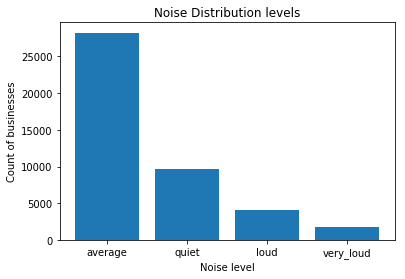 Noise Distribution levels
Count of businesses
25000
20000
15000
10000
5000
0
average quiet loud very_loud
Noise level